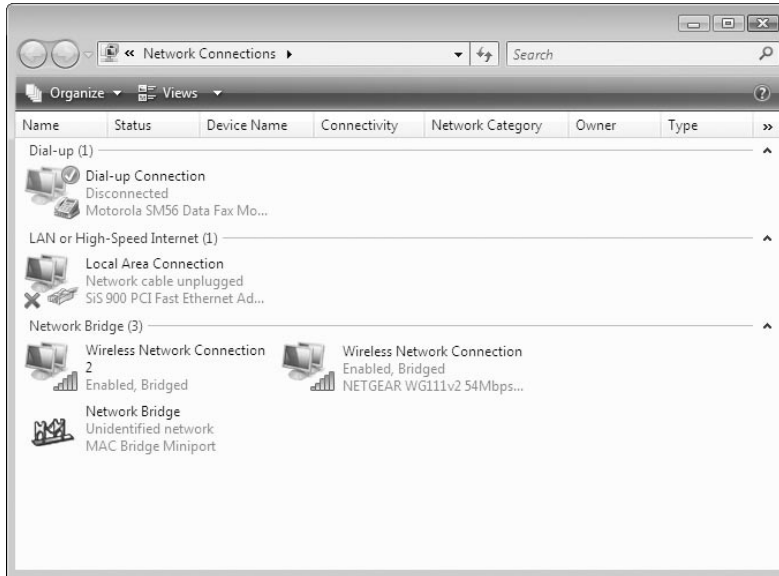 « Network Connections
Search
Organize Views
Name Status Device Name Connectivity Network Category Owner Type »
Dial-up (1)
Dial-up Connection
Disconnected
Motorola SM56 Data Fax Mo...
LAN or High-Speed Internet (1)
Local Area Connection
Network cable unplugged
SiS 900 PCI Fast Ethernet Ad...
Network Bridge (3)
Wireless Network Connection
2
Enabled, Bridged
Wireless Network Connection
Enabled, Bridged
NETGEAR WG111v2 54Mbps...
Network Bridge
Unidentified network
MAC Bridge Miniport